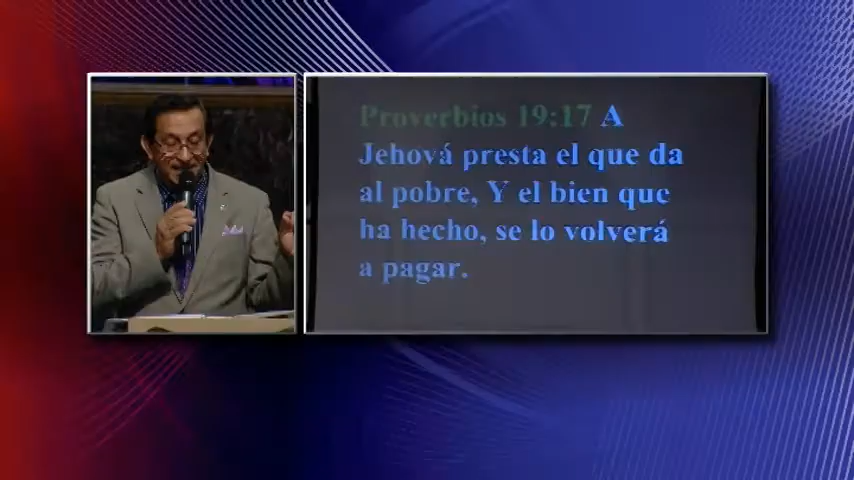 Proverbios 19:17 A
Jehová presta el que da
al pobre, Y el bien que
ha hecho, se lo volverá
a pagar.